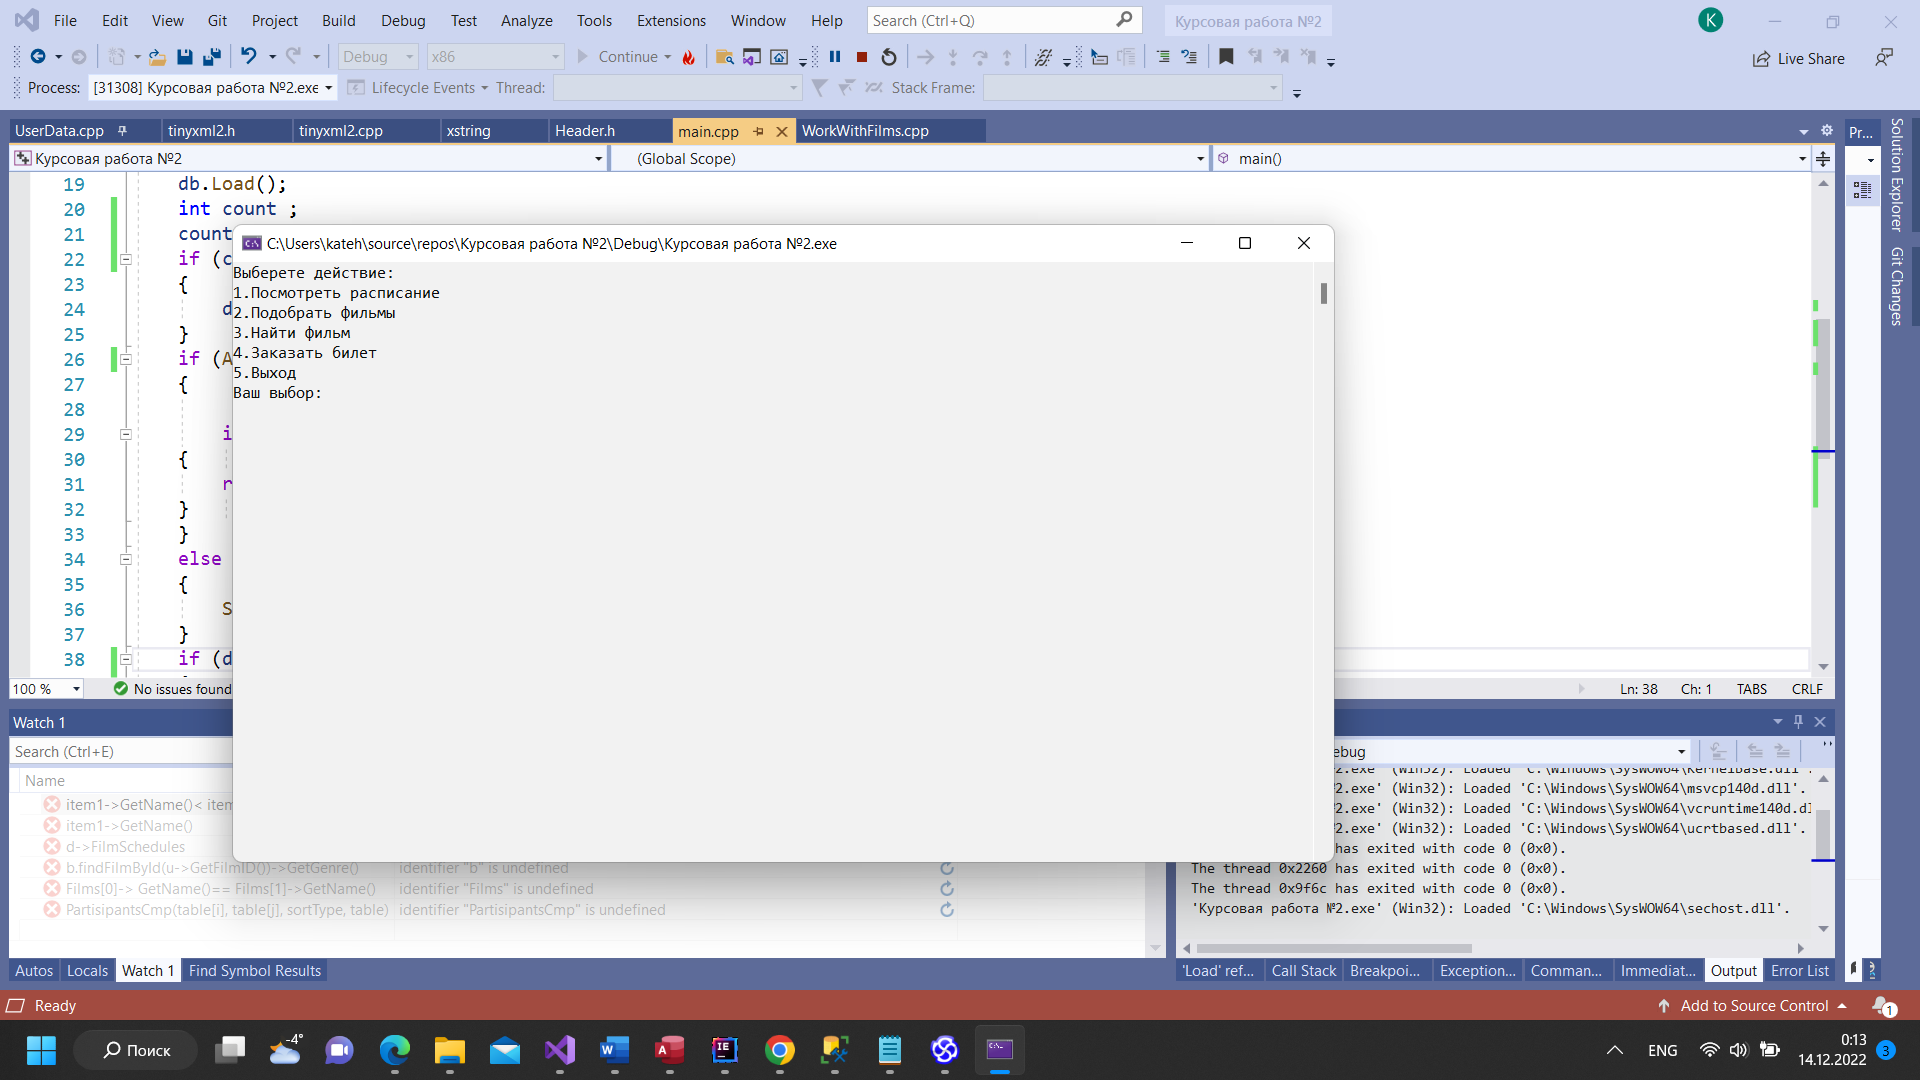 File Edit View Git Project Build Debug Test Analyze Tools Extensions Window Help Search (Ctrl+Q) Курсовая работа №2 K
Debug x86 Continue Live Share
Process: [31308] Курсовая работа №2.exe Lifecycle Events Thread: Stack Frame:
UserData.cpp tinyxml2.h tinyxml2.cpp xstring Header.h main.cpp WorkWithFilms.cpp Pr...
Курсовая работа №2 (Global Scope) main()
Solution Explorer
Git Changes
19 db.Load();
20 int count ;
21 count
22 if (c
23 {
24 d
25 }
26 if (A
27 {
28
29 i
30 {
31 r
32 }
33 }
34 else
35 {
36 S
37 }
38 if (d
C:\Users\kateh\source\repos\Курсовая работа №2\Debug\Курсовая работа №2.exe
Выберете действие:
1.Посмотреть расписание
2.Подобрать фильмы
3.Найти фильм
4.Заказать билет
5.Выход
Ваш выбор:
100 % No issues found Ln: 38 Ch: 1 TABS CRLF
Watch 1
Search (Ctrl+E)
Name
item1->GetName()< item
item1->GetName()
d->FilmSchedules
b.findFilmById(u->GetFilmID())->GetGenre() identifier "b" is undefined
Films[0]-> GetName()== Films[1]->GetName() identifier "Films" is undefined
PartisipantsCmp(table[i], table[j], sortType, table) identifier "PartisipantsCmp" is undefined
Autos Locals Watch 1 Find Symbol Results
ebug
2.exe' (Win32): Loaded 'C:\Windows\SysWOW64\KernelBase.dll'.
2.exe' (Win32): Loaded 'C:\Windows\SysWOW64\msvcp140d.dll'.
2.exe' (Win32): Loaded 'C:\Windows\SysWOW64\vcruntime140d.dl
2.exe' (Win32): Loaded 'C:\Windows\SysWOW64\ucrtbased.dll'.
has exited with code 0 (0x0).
The thread 0x2260 has exited with code 0 (0x0).
The thread 0x9f6c has exited with code 0 (0x0).
'Курсовая работа №2.exe' (Win32): Loaded 'C:\Windows\SysWOW64\sechost.dll'.
'Load' ref... Call Stack Breakpoi... Exception... Comman... Immediat... Output Error List
Ready Add to Source Control 1
Поиск -4° ENG 0:13
14.12.2022 3